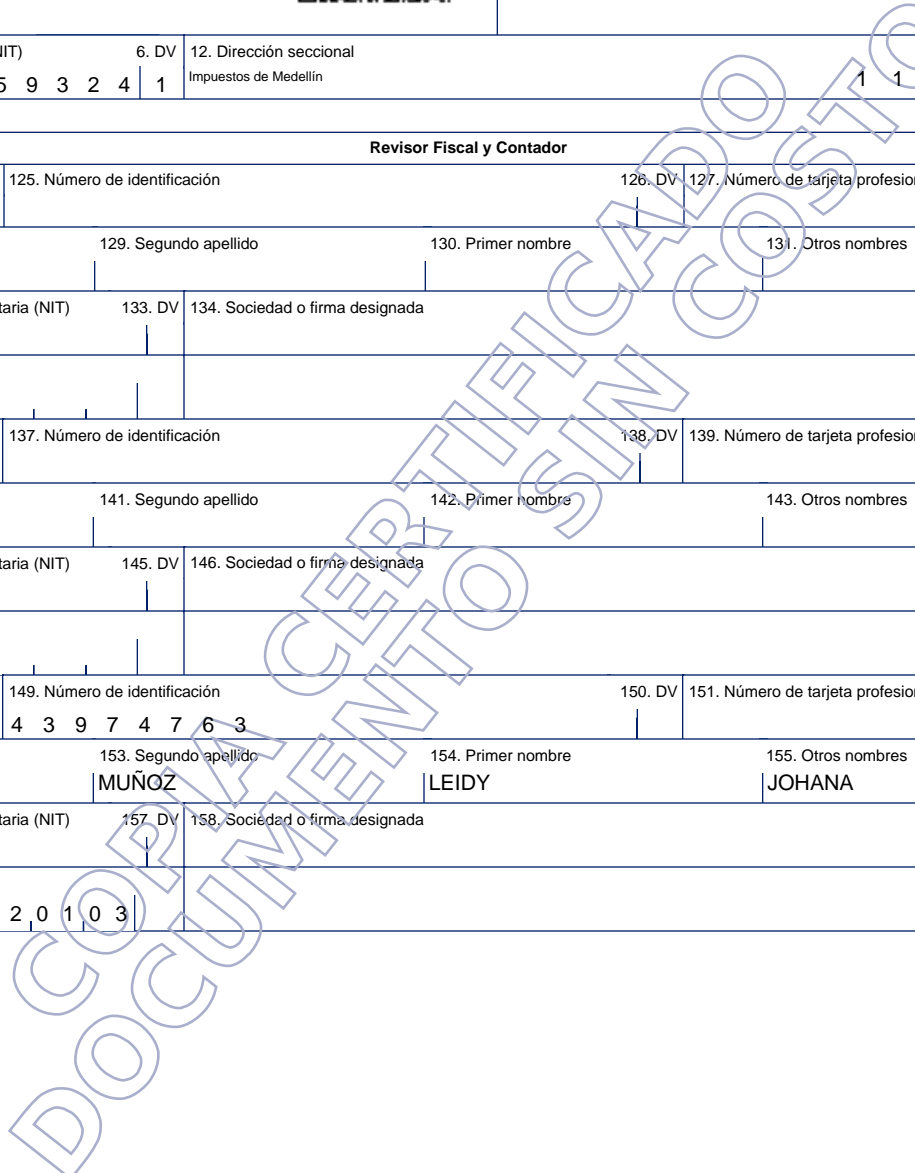 NIT) 6. DV 12. Dirección seccional
5 9 3 2 4 1 Impuestos de Medellín 1 1
Revisor Fiscal y Contador
125. Número de identificación 126. DV 127. Número de tarjeta profesion
129. Segundo apellido 130. Primer nombre 131. Otros nombres
taria (NIT) 133. DV 134. Sociedad o firma designada
137. Número de identificación 138. DV 139. Número de tarjeta profesion
141. Segundo apellido 142. Primer nombre 143. Otros nombres
taria (NIT) 145. DV 146. Sociedad o firma designada
149. Número de identificación 150. DV 151. Número de tarjeta profesion
4 3 9 7 4 7 6 3
153. Segundo apellido 154. Primer nombre 155. Otros nombres
MUÑOZ LEIDY JOHANA
taria (NIT) 157. DV 158. Sociedad o firma designada
2 0 1 0 3
COPIA CERTIFICADO
DOCUMENTO SIN COSTO